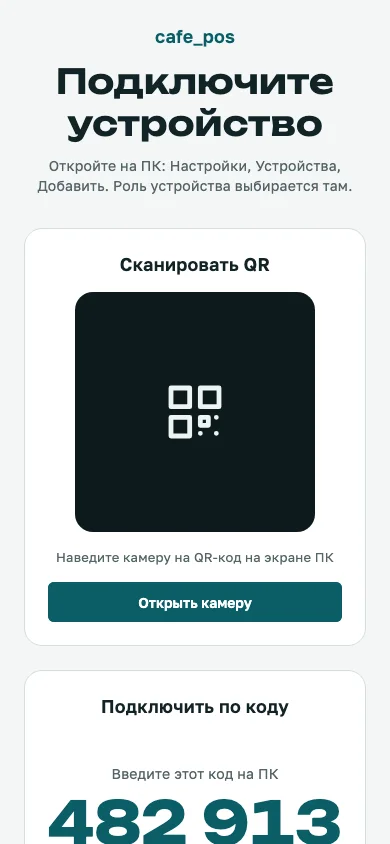 cafe_pos
Подключите
устройство
Откройте на ПК: Настройки, Устройства,
Добавить. Роль устройства выбирается там.
Сканировать QR
Наведите камеру на QR-код на экране ПК
Открыть камеру
Подключить по коду
Введите этот код на ПК
482 913